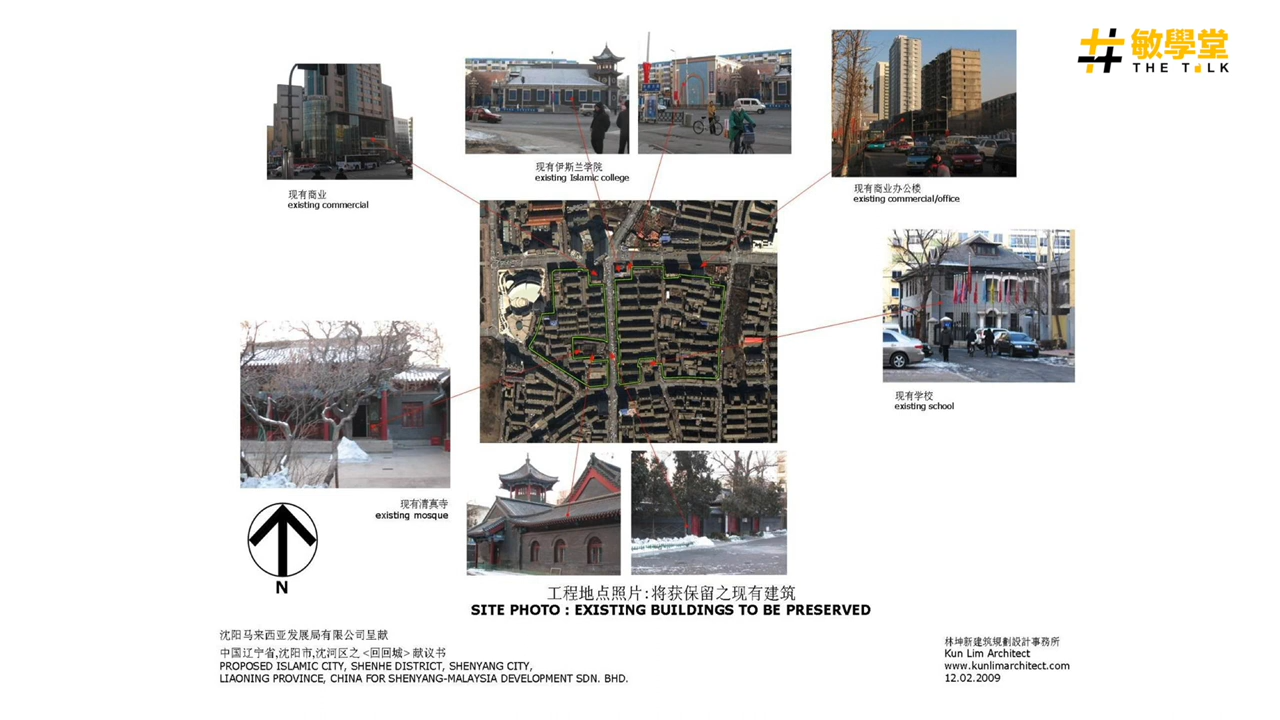 敏學堂
THE TALK
现有伊斯兰学院
existing Islamic college
现有商业办公楼
existing commercial/office
现有商业
existing commercial
现有学校
existing school
现有清真寺
existing mosque
N
工程地点照片:将获保留之现有建筑
SITE PHOTO : EXISTING BUILDINGS TO BE PRESERVED
沈阳马来西亚发展局有限公司呈献
中国辽宁省,沈阳市,沈河区之 <回回城> 献议书
PROPOSED ISLAMIC CITY, SHENHE DISTRICT, SHENYANG CITY,
LIAONING PROVINCE, CHINA FOR SHENYANG-MALAYSIA DEVELOPMENT SDN. BHD.
林坤新建筑規劃設計事務所
Kun Lim Architect
www.kunlimarchitect.com
12.02.2009